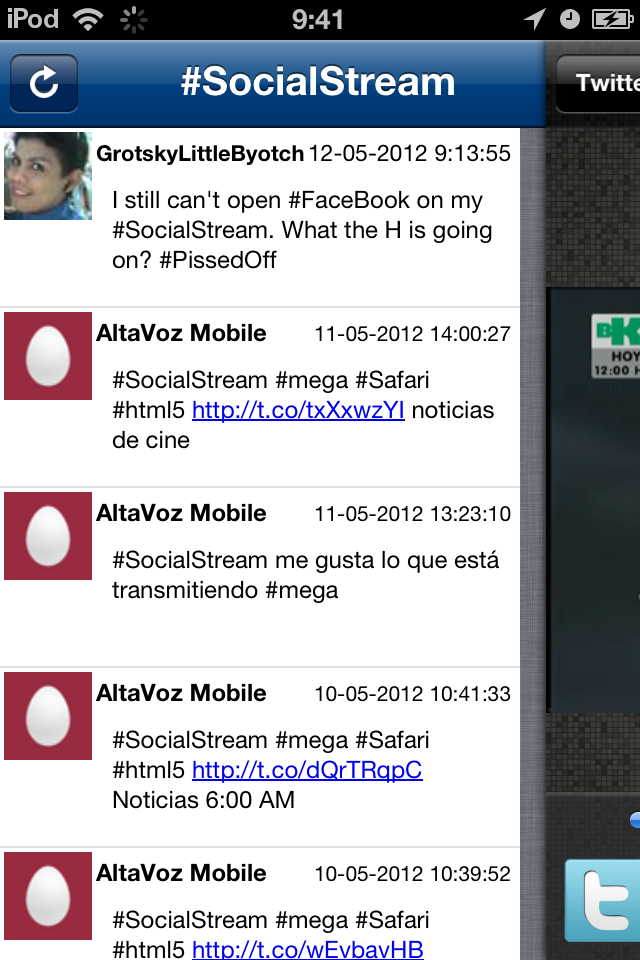 iPod 9:41
#SocialStream
Twitte
GrotskyLittleByotch 12-05-2012 9:13:55
I still can't open #FaceBook on my
#SocialStream. What the H is going
on? #PissedOff
AltaVoz Mobile 11-05-2012 14:00:27
#SocialStream #mega #Safari
#html5 http://t.co/txXxwzYI noticias
de cine
AltaVoz Mobile 11-05-2012 13:23:10
#SocialStream me gusta lo que está
transmitiendo #mega
AltaVoz Mobile 10-05-2012 10:41:33
#SocialStream #mega #Safari
#html5 http://t.co/dQrTRqpC
Noticias 6:00 AM
AltaVoz Mobile 10-05-2012 10:39:52
#SocialStream #mega #Safari
#html5 http://t.co/wEvbavHB
BK
HOY
12:00 H